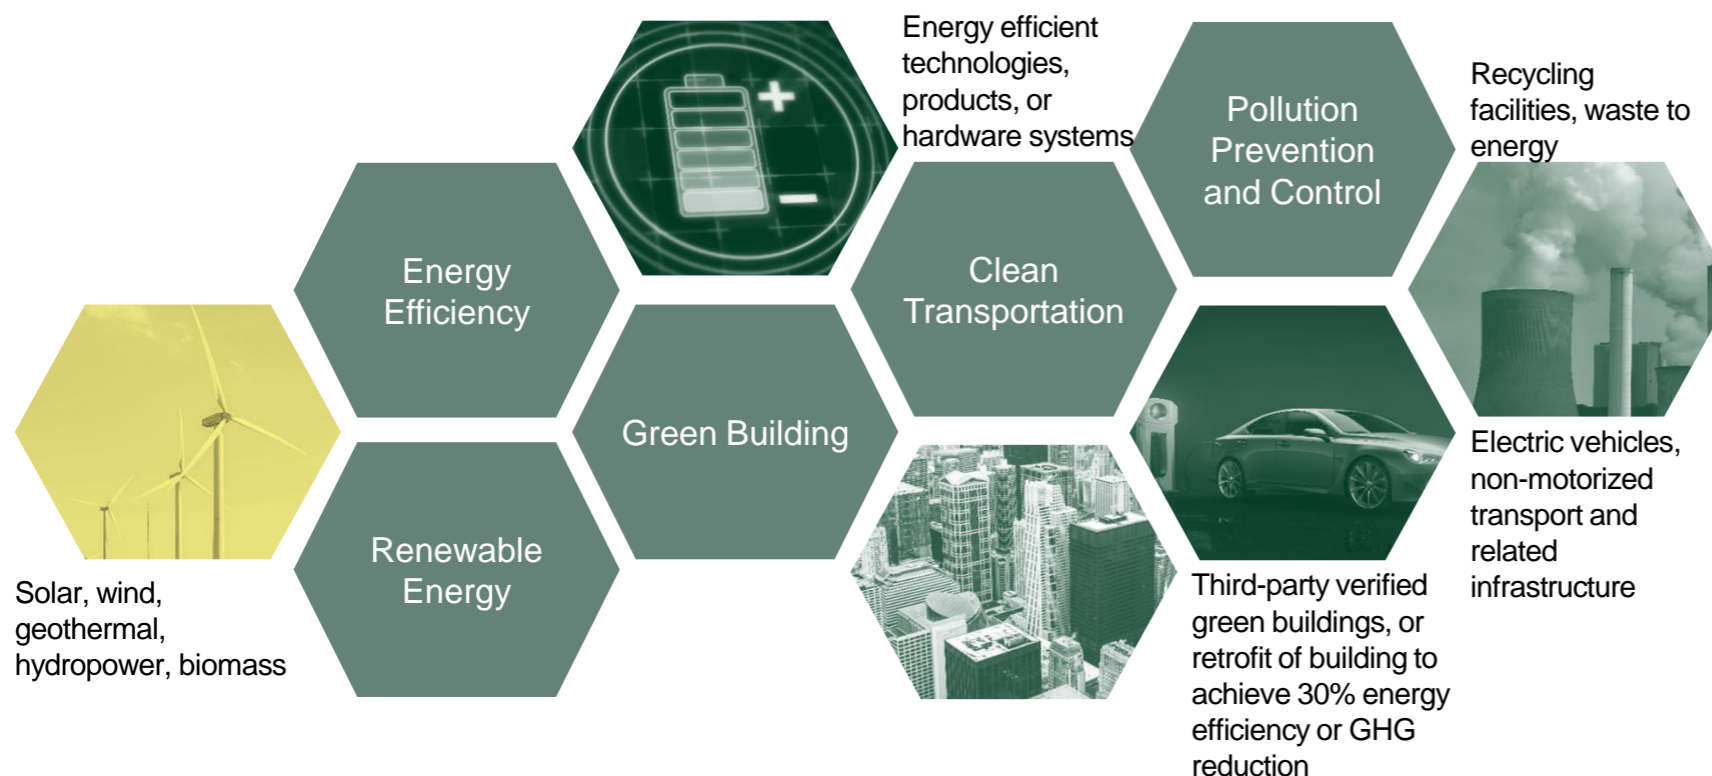 Energy efficient
technologies,
products, or
hardware systems
Pollution
Prevention
and Control
Recycling
facilities, waste to
energy
Energy
Efficiency
Clean
Transportation
Green Building
Renewable
Energy
Solar, wind,
geothermal,
hydropower, biomass
Third-party verified
green buildings, or
retrofit of building to
achieve 30% energy
efficiency or GHG
reduction
Electric vehicles,
non-motorized
transport and
related
infrastructure